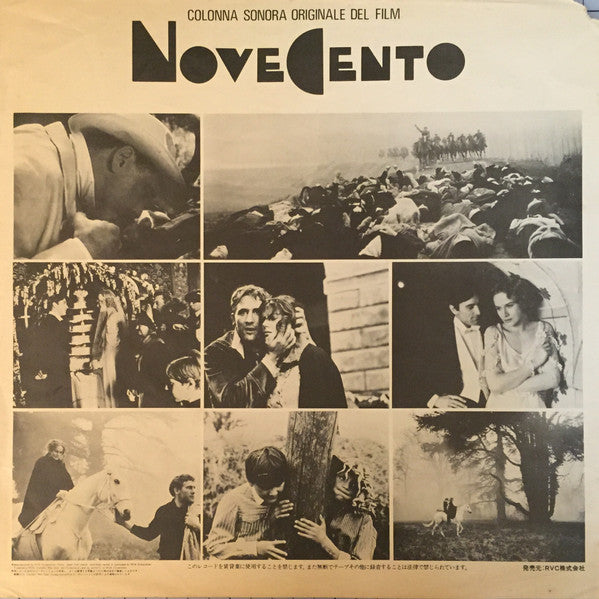 COLONNA SONORA ORIGINALE DEL FILM
NOVECENTO
このレコードを賃貸業に使用することを禁じます。また無断でテープその他に録音することは法律で禁じられています。
発売元:RVC株式会社